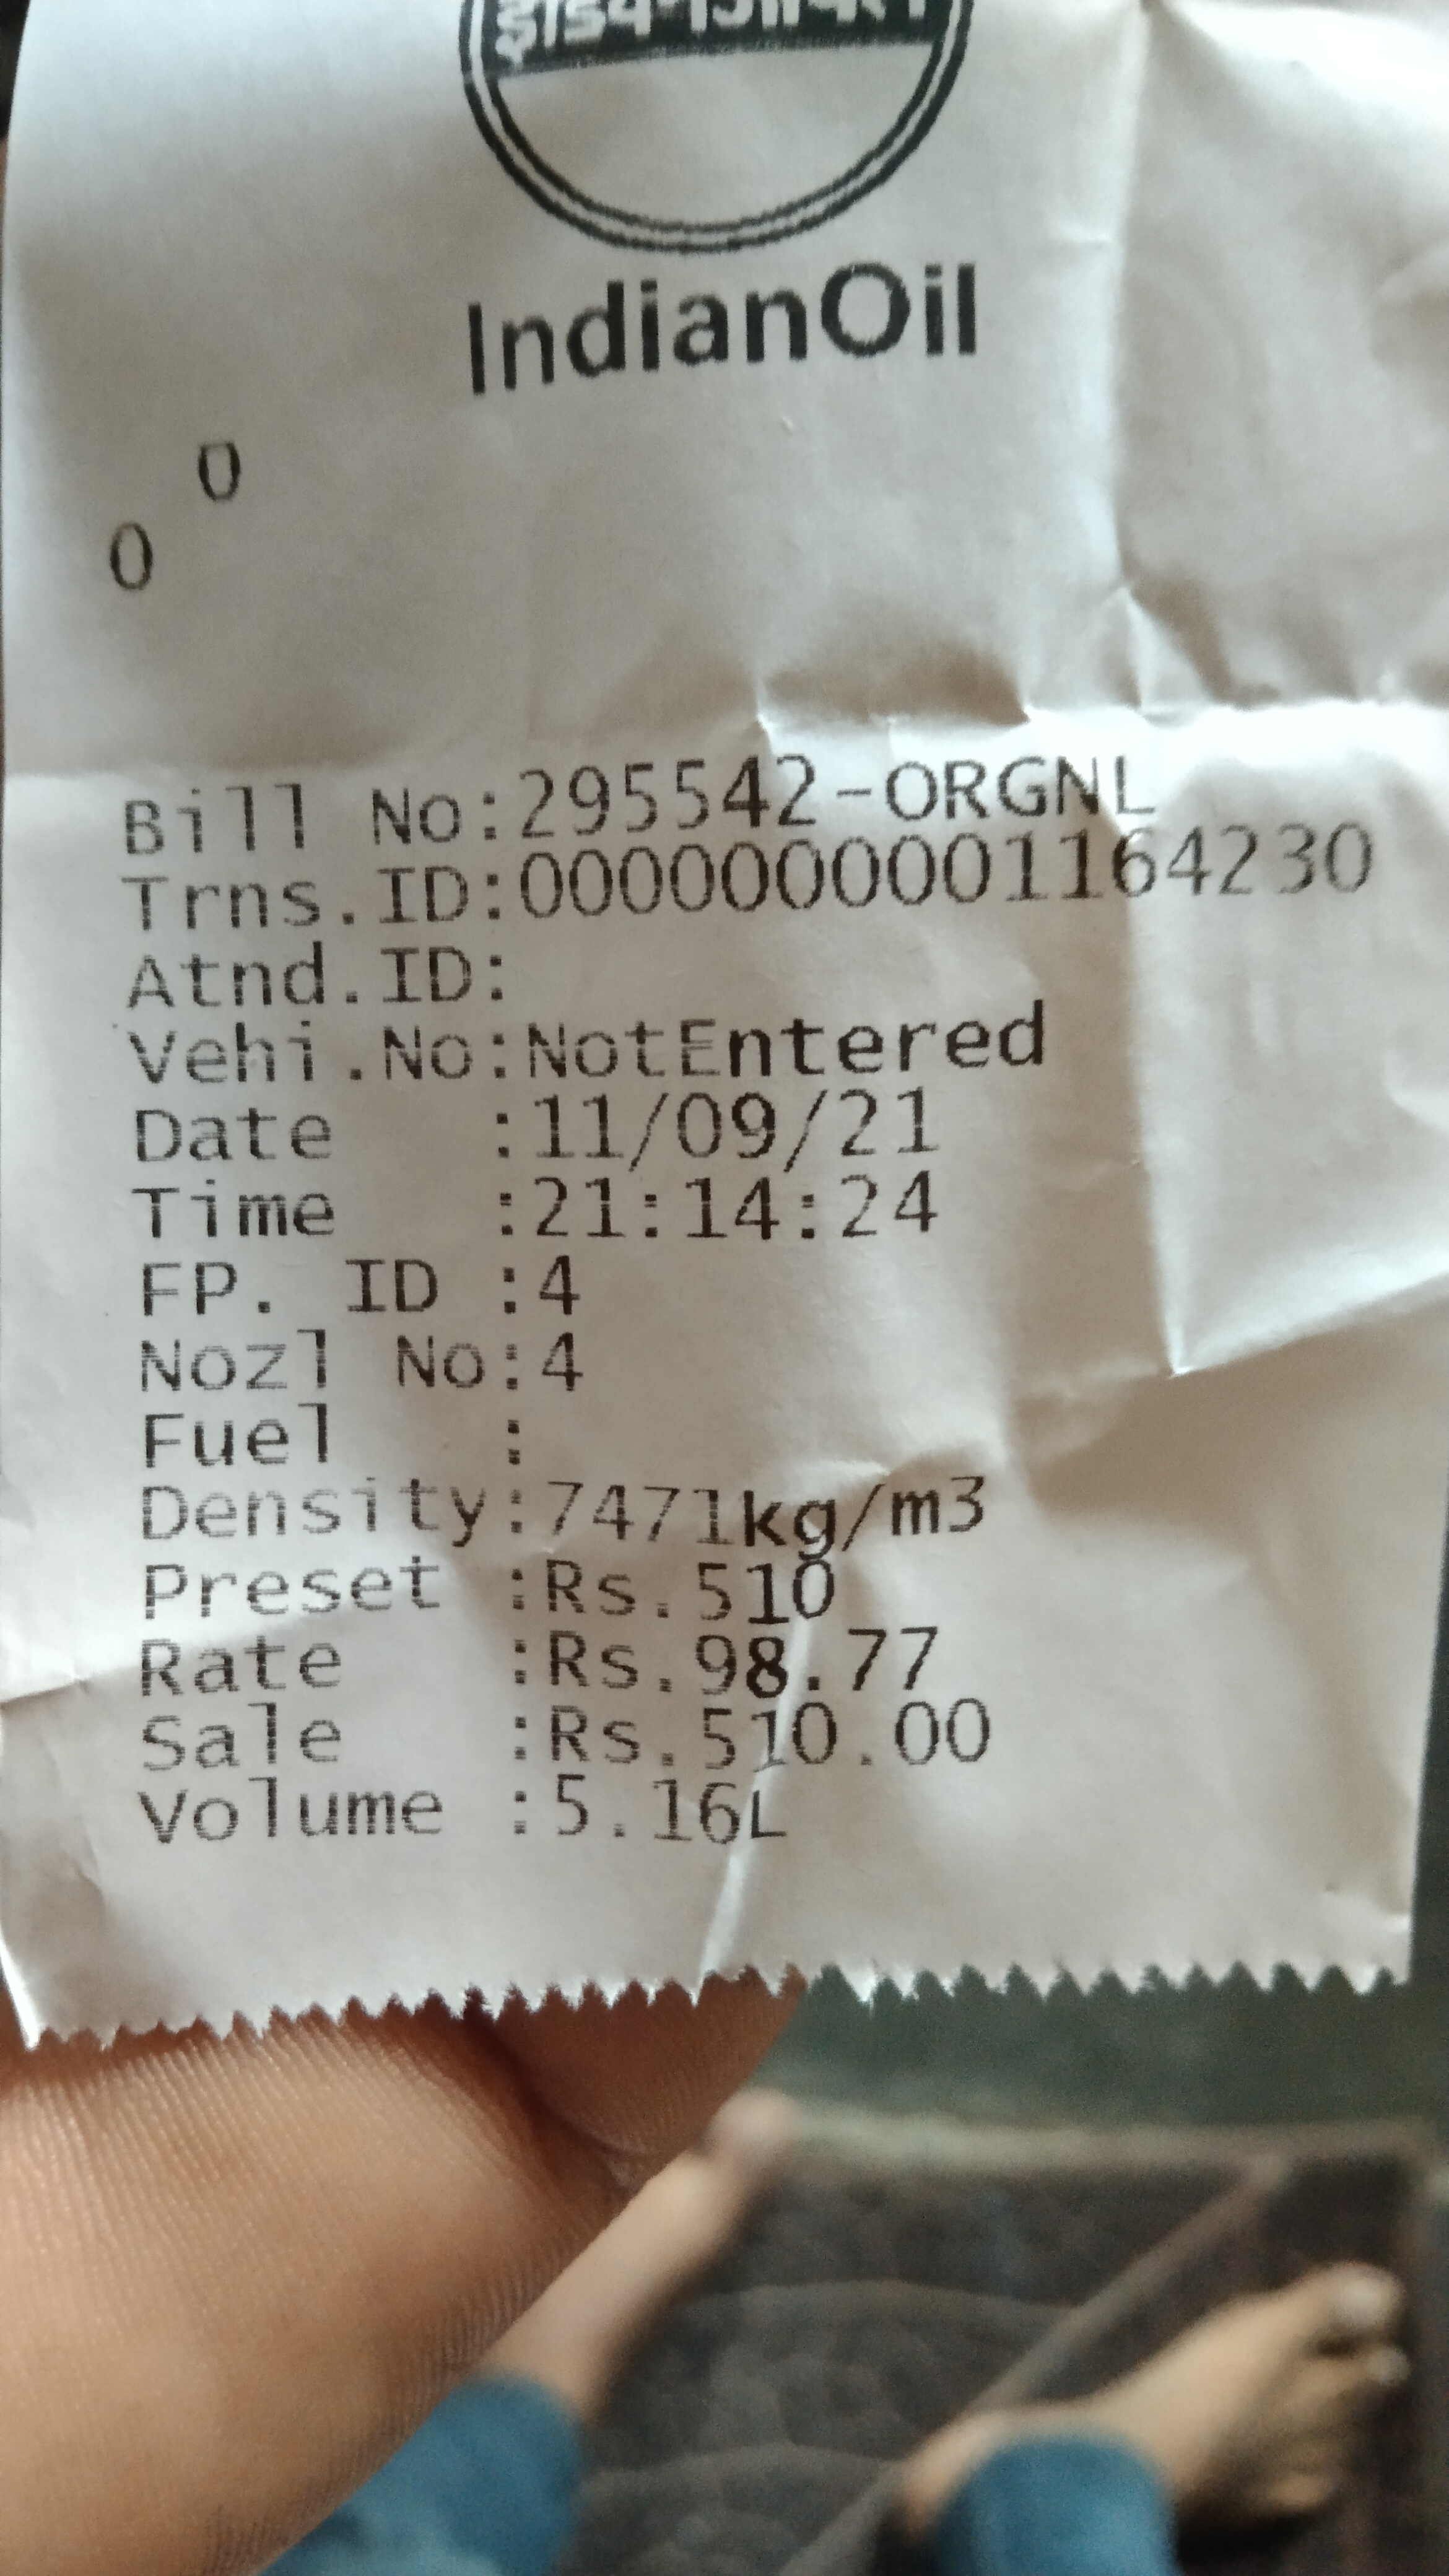 IndianOil
0
0
Bill No:295542-ORGNL
Trns.ID:0000000001164230
Atnd.ID:
Vehi.No:NotEntered
Date :11/09/21
Time :21:14:24
FP. ID :4
Nozl No:4
Fuel :
Density:7471kg/m3
Preset :Rs.510
Rate :Rs.98.77
Sale :Rs.510.00
Volume :5.16L